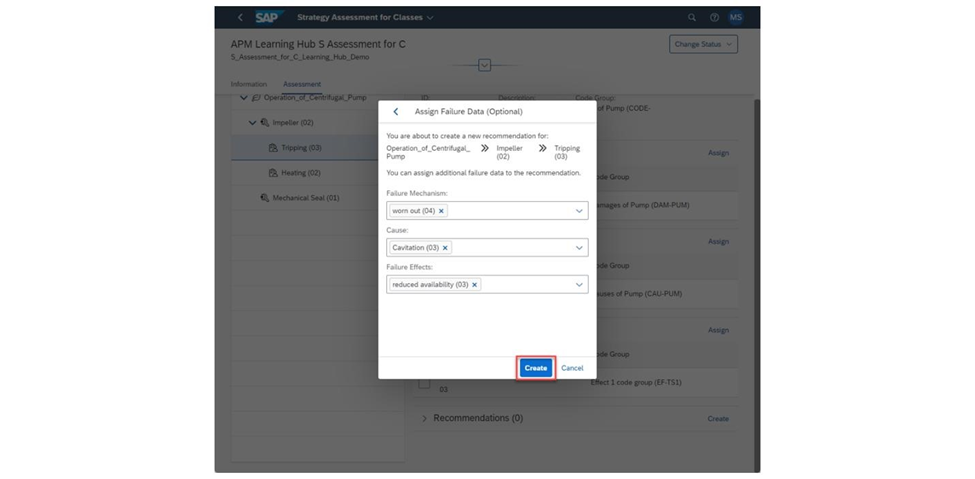 SAP Strategy Assessment for Classes
MS
APM Learning Hub S Assessment for C
Change Status
S_Assessment_for_C_Learning_Hub_Demo
Information
Assessment
Operation_of_Centrifugal_Pump
ID:
Description:
Code Group:
of Pump (CODE-
Impeller (02)
Tripping (03)
Heating (02)
Mechanical Seal (01)
Assign Failure Data (Optional)
You are about to create a new recommendation for:
Operation_of_Centrifugal_ Impeller Tripping
Pump (02) (03)
You can assign additional failure data to the recommendation.
Failure Mechanism:
worn out (04)
Cause:
Cavitation (03)
Failure Effects:
reduced availability (03)
Create Cancel
Assign
Group
amages of Pump (DAM-PUM)
Assign
Group
auses of Pump (CAU-PUM)
Assign
Group
03
Effect 1 code group (EF-TS1)
Recommendations (0)
Create